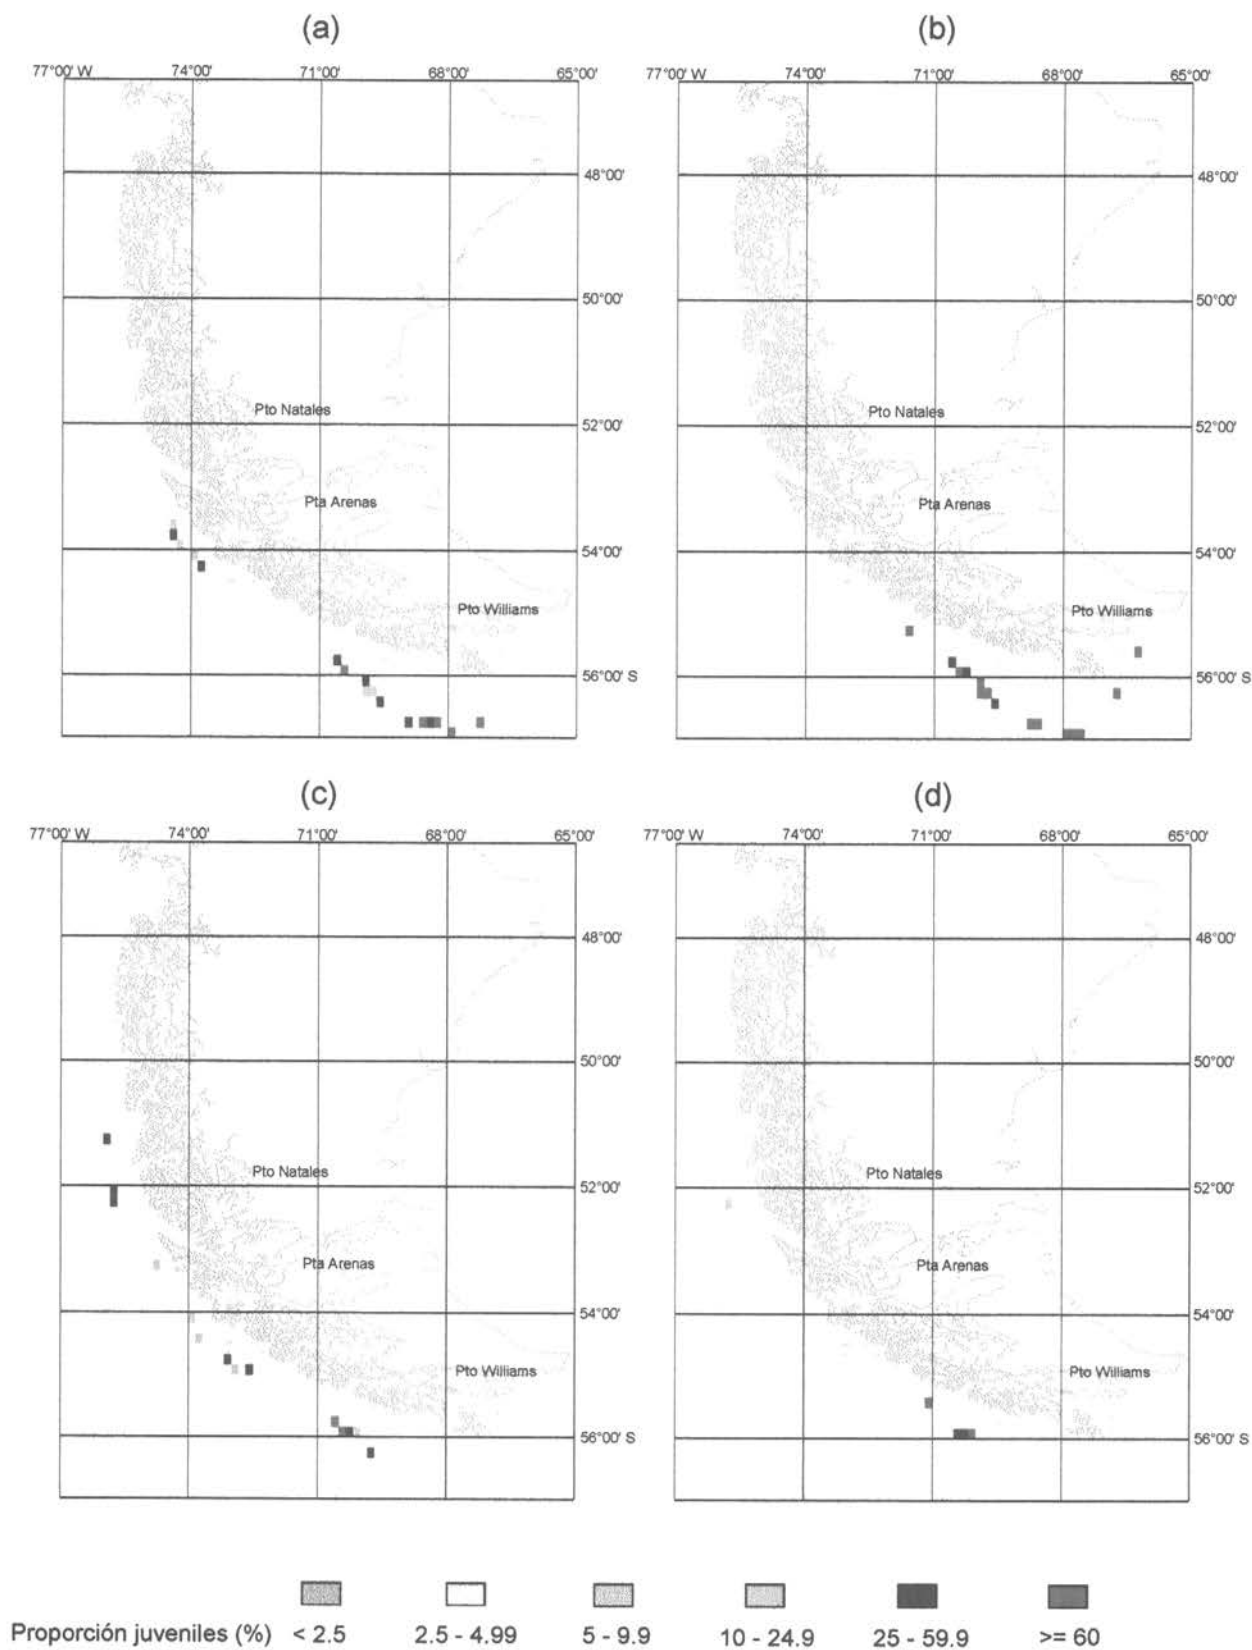 (a)
77°00' W 74°00' 71°00' 68°00' 65°00'
48°00'
50°00'
Pto Natales
52°00'
Pta Arenas
54°00'
Pto Williams
56°00' S
(b)
77°00' W 74°00' 71°00' 68°00' 65°00'
48°00'
50°00'
Pto Natales
52°00'
Pta Arenas
54°00'
Pto Williams
56°00' S
(c)
77°00' W 74°00' 71°00' 68°00' 65°00'
48°00'
50°00'
Pto Natales
52°00'
Pta Arenas
54°00'
Pto Williams
56°00' S
(d)
77°00' W 74°00' 71°00' 68°00' 65°00'
48°00'
50°00'
Pto Natales
52°00'
Pta Arenas
54°00'
Pto Williams
56°00' S
Proporción juveniles (%) < 2.5 2.5 - 4.99 5 - 9.9 10 - 24.9 25 - 59.9 >= 60